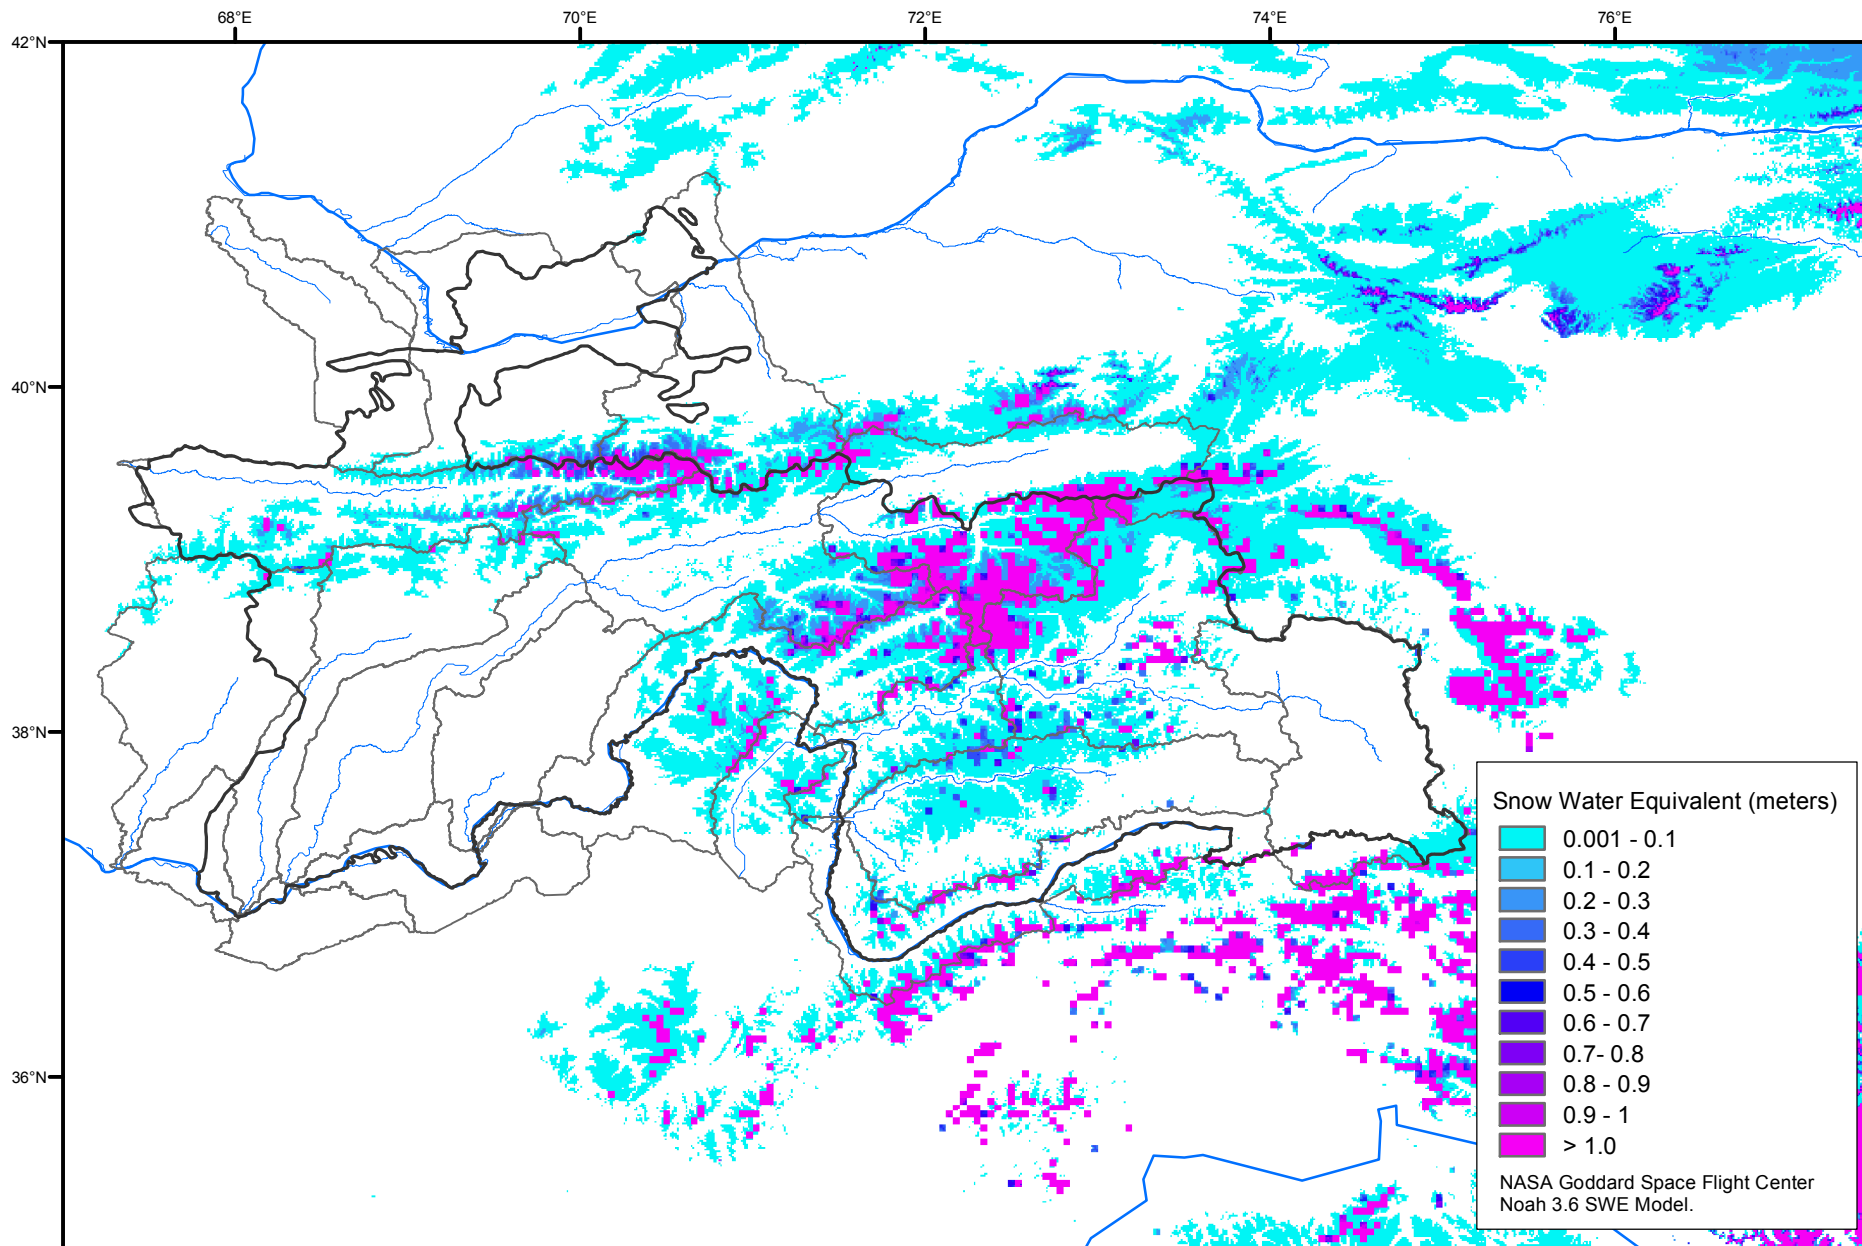 68°E 70°E 72°E 74°E 76°E
42°N
40°N
38°N
36°N
Snow Water Equivalent (meters)
0.001 - 0.1
0.1 - 0.2
0.2 - 0.3
0.3 - 0.4
0.4 - 0.5
0.5 - 0.6
0.6 - 0.7
0.7- 0.8
0.8 - 0.9
0.9 - 1
> 1.0
NASA Goddard Space Flight Center
Noah 3.6 SWE Model.